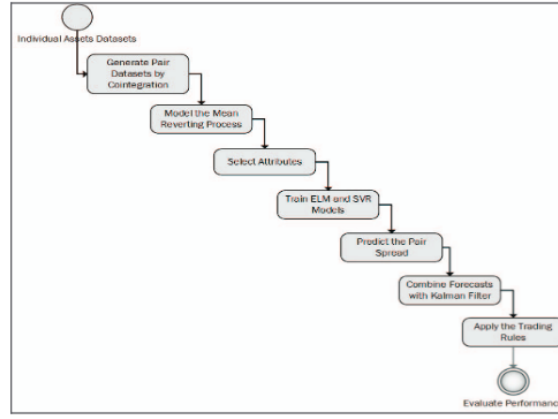 Individual Assets Datasets
Generate Pair
Datasets by
Cointegration
Model the Mean
Reverting Process
Select Attributes
Train ELM and SVR
Models
Predict the Pair
Spread
Combine Forecasts
with Kalman Filter
Apply the Trading
Rules
Evaluate Performance